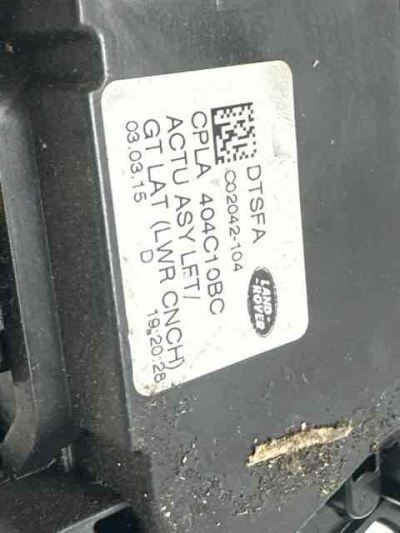 DTSFA
C02042-104
LAND-
ROVER
CPLA 404C10BC
ACTU ASY LFT/
GT LAT (LWR CNCH)
03.03.15 D 19:20:28